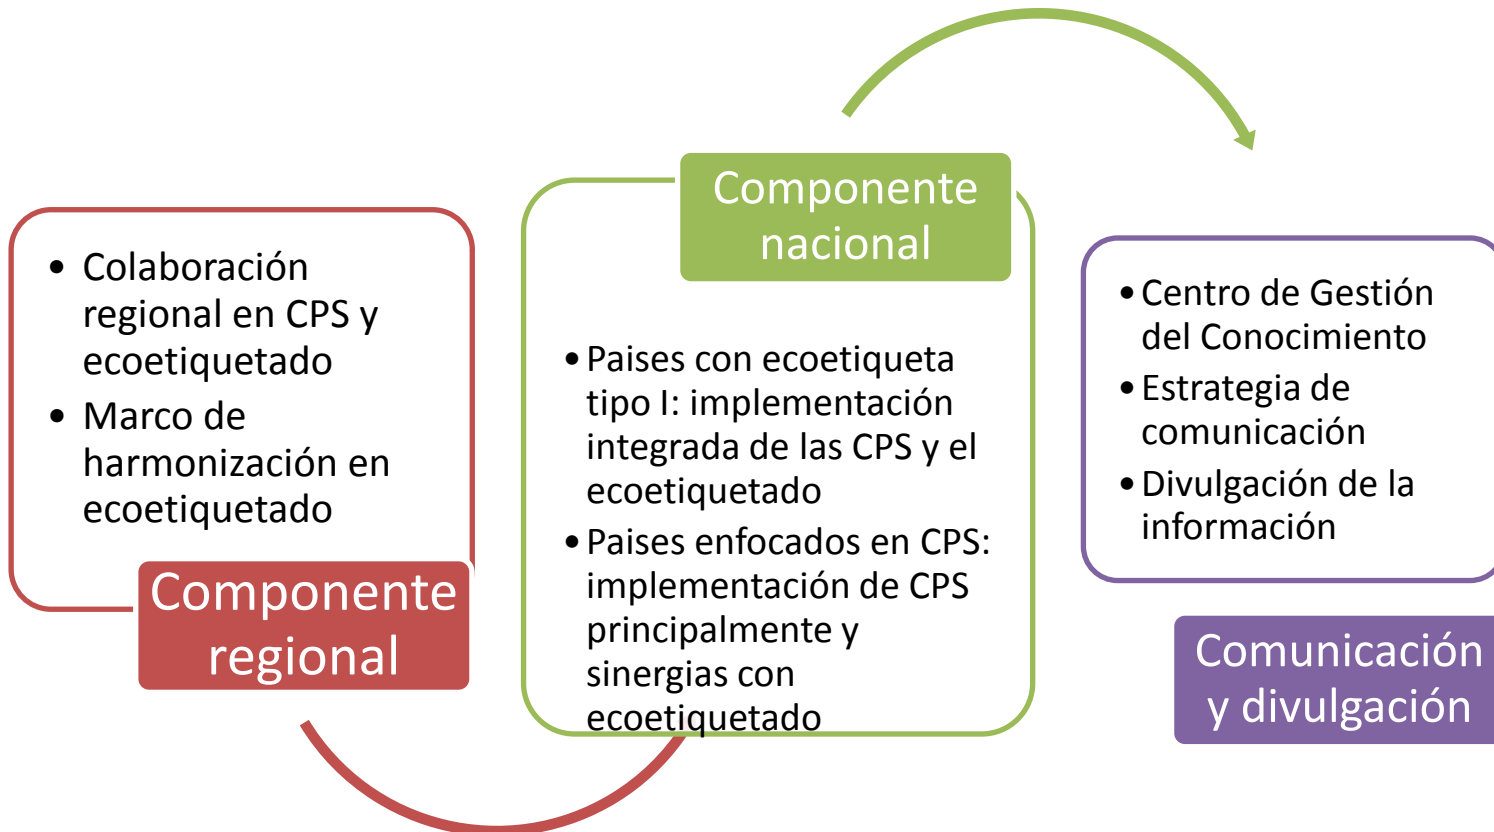 • Colaboración
regional en CPS y
ecoetiquetado
• Marco de
harmonización en
ecoetiquetado
Componente
regional
Componente
nacional
• Paises con ecoetiqueta
tipo I: implementación
integrada de las CPS y el
ecoetiquetado
• Paises enfocados en CPS:
implementación de CPS
principalmente y
sinergias con
ecoetiquetado
• Centro de Gestión
del Conocimiento
• Estrategia de
comunicación
• Divulgación de la
información
Comunicación
y divulgación